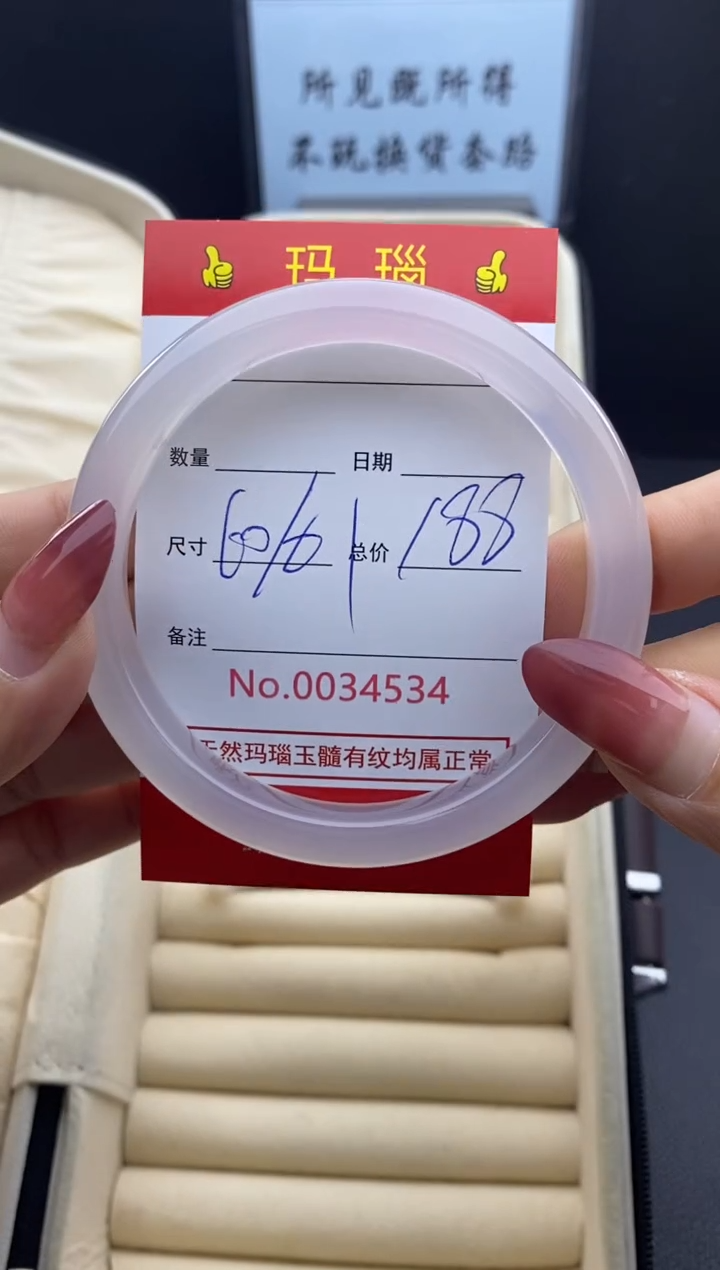 所见既所得
不玩换货套路
玛瑙
数量 日期
尺寸 60/6 总价 188
备注
No.0034534
天然玛瑙玉髓有纹均属正常